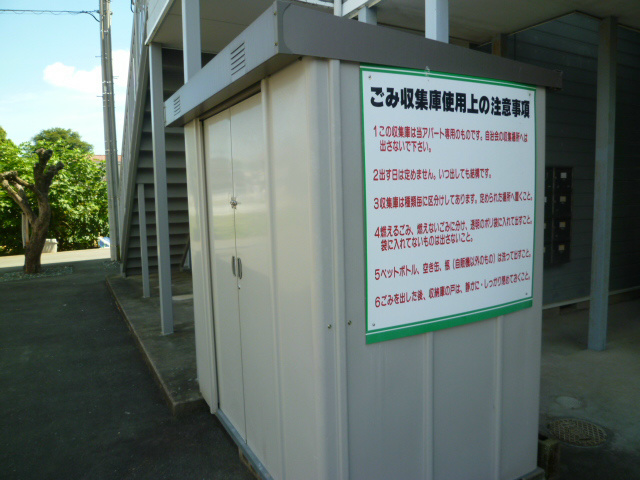 ごみ収集庫使用上の注意事項
1この収集庫は当アパート専用のものです。自治会の収集場所へは
出さないで下さい。
2出す日は定めません。いつ出しても結構です。
3収集庫は種類毎に区分けしてあります。定められた場所へ置くこと。
4燃えるごみ、燃えないごみに分け、透明のポリ袋に入れて出すこと。
袋に入れてないものは出さないこと。
5ペットボトル、空き缶、瓶(自販機以外のもの)は洗って出すこと。
6ごみを出した後、収納庫の戸は、静かに・しっかり閉めておくこと。